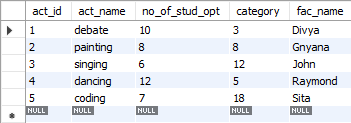 act_id act_name no_of_stud_opt category fac_name
1 debate 10 3 Divya
2 painting 8 8 Gnyana
3 singing 6 12 John
4 dancing 12 5 Raymond
5 coding 7 18 Sita
NULL NULL NULL NULL NULL